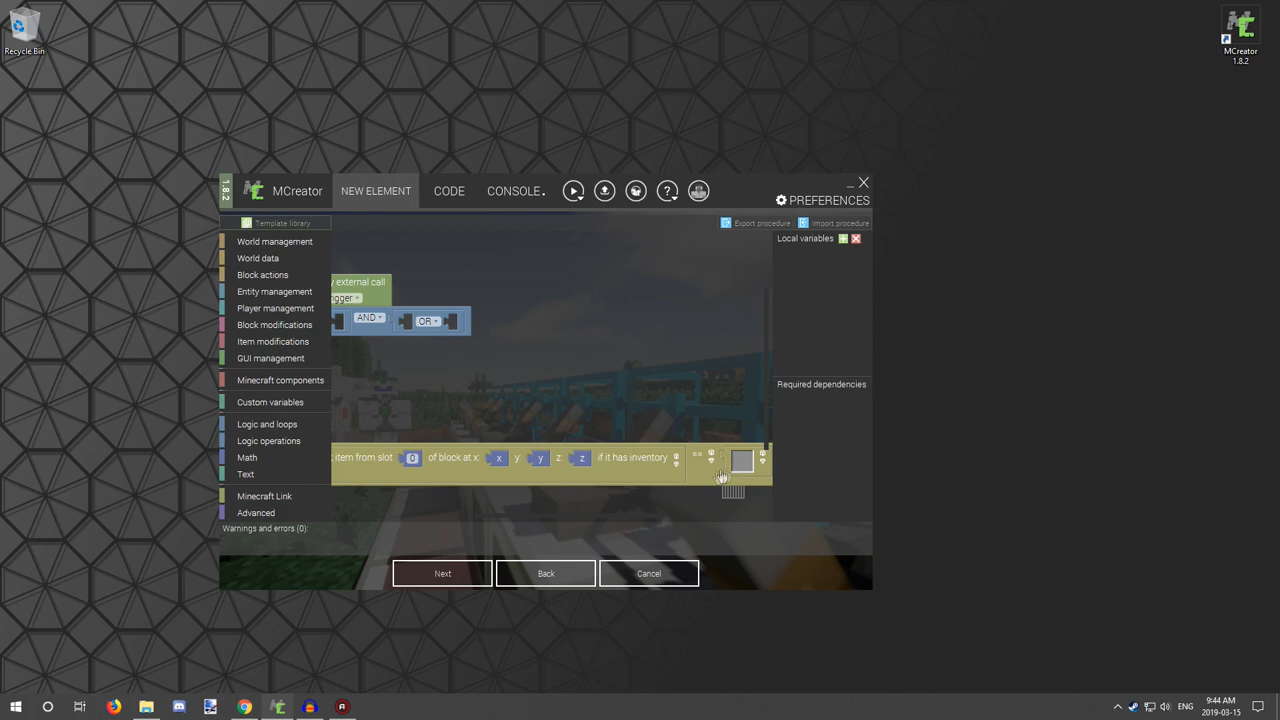 Recycle Bin
MCreator
1.8.2
1.8.2
MCreator
NEW ELEMENT
CODE
CONSOLE.
PREFERENCES
Template library
Export procedure
Import procedure
World management
World data
Block actions
Entity management
Player management
Block modifications
Item modifications
GUI management
Minecraft components
Custom variables
Logic and loops
Logic operations
Math
Text
Minecraft Link
Advanced
external call
AND
OR
item from slot 0 of block at x: x y: y z: z if it has inventory ==
Local variables
Required dependencies
Warnings and errors (0):
Next
Back
Cancel
ENG
9:44 AM
2019-03-15